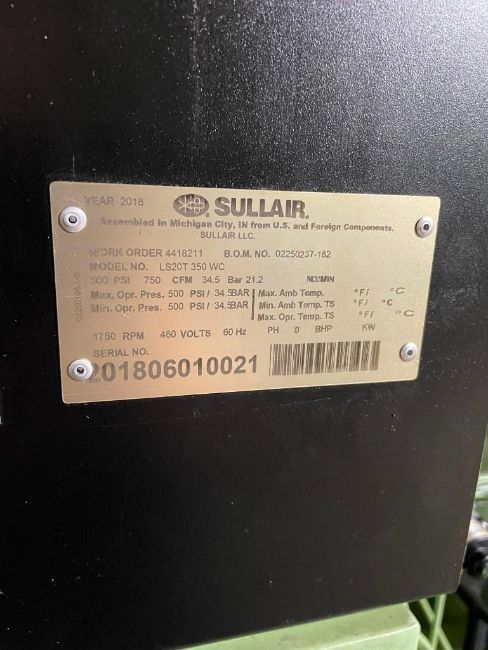 YEAR 2018
SULLAIR.
Assembled in Michigan City, IN from U.S. and Foreign Components.
SULLAIR LLC.
WORK ORDER 4418211 B.O.M. NO. 02250237-162
MODEL NO. LS20T 350 WC
500 PSI 750 CFM 34.5 Bar 21.2 M3/MIN
Max. Opr. Pres. 500 PSI / 34.5BAR Max. Amb Temp. °F/ °C
Min. Opr. Pres. 500 PSI / 34.5BAR Min. Amb Temp. TS °F/ °C
Max. Opr. Temp. TS °F/ °C
1780 RPM 460 VOLTS 60 Hz PH 0 BHP KW
SERIAL NO.
201806010021